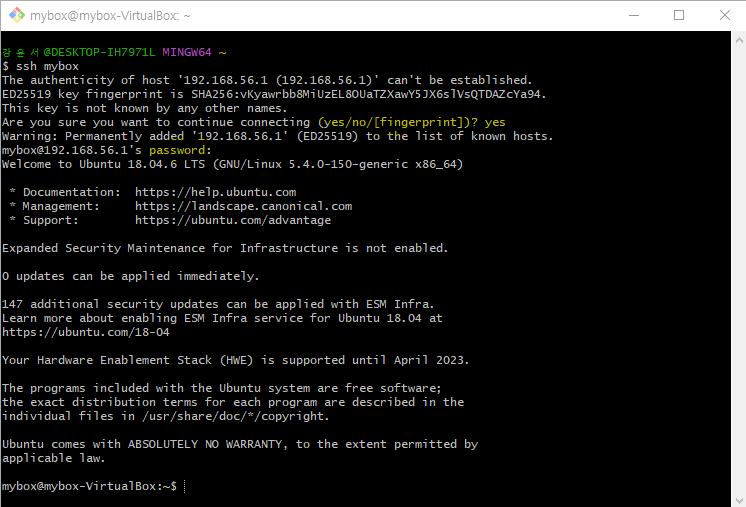 mybox@mybox-VirtualBox: ~
강윤서@DESKTOP-IH7971L MINGW64 ~
$ ssh mybox
The authenticity of host '192.168.56.1 (192.168.56.1)' can't be established.
ED25519 key fingerprint is SHA256:vKyawrbb8MiUzEL8OUaTZXawY5JX6slVsQTDAZcYa94.
This key is not known by any other names.
Are you sure you want to continue connecting (yes/no/[fingerprint])? yes
Warning: Permanently added '192.168.56.1' (ED25519) to the list of known hosts.
mybox@192.168.56.1's password:
Welcome to Ubuntu 18.04.6 LTS (GNU/Linux 5.4.0-150-generic x86_64)
* Documentation:  https://help.ubuntu.com
* Management:     https://landscape.canonical.com
* Support:        https://ubuntu.com/advantage
Expanded Security Maintenance for Infrastructure is not enabled.
0 updates can be applied immediately.
147 additional security updates can be applied with ESM Infra.
Learn more about enabling ESM Infra service for Ubuntu 18.04 at
https://ubuntu.com/18-04
Your Hardware Enablement Stack (HWE) is supported until April 2023.
The programs included with the Ubuntu system are free software;
the exact distribution terms for each program are described in the
individual files in /usr/share/doc/*/copyright.
Ubuntu comes with ABSOLUTELY NO WARRANTY, to the extent permitted by
applicable law.
mybox@mybox-VirtualBox:~$